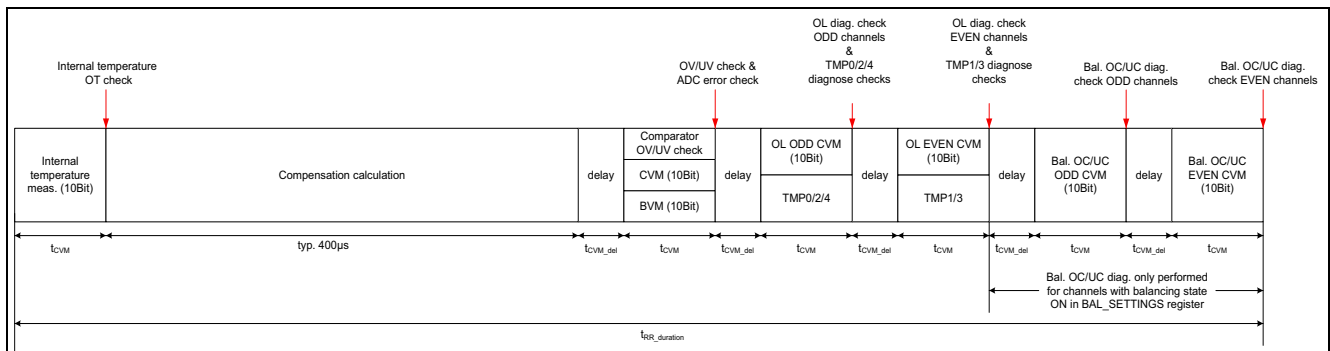 Internal temperature
OT check
OV/UV check &
ADC error check
OL diag. check
ODD channels
&
TMP0/2/4
diagnose checks
OL diag. check
EVEN channels
&
TMP1/3 diagnose
checks
Bal. OC/UC diag.
check ODD channels
Bal. OC/UC diag.
check EVEN channels
Internal
temperature
meas. (10Bit)
Compensation calculation
delay
Comparator
OV/UV check
CVM (10Bit)
BVM (10Bit)
delay
OL ODD CVM
(10Bit)
TMP0/2/4
delay
OL EVEN CVM
(10Bit)
TMP1/3
delay
Bal. OC/UC
ODD CVM
(10Bit)
delay
Bal. OC/UC
EVEN CVM
(10Bit)
tCVM
typ. 400µs
tCVM_del
tCVM
tCVM_del
tCVM
tCVM_del
tCVM
tCVM_del
tCVM
tCVM_del
tCVM
Bal. OC/UC diag. only performed
for channels with balancing state
ON in BAL_SETTINGS register
tRR_duration